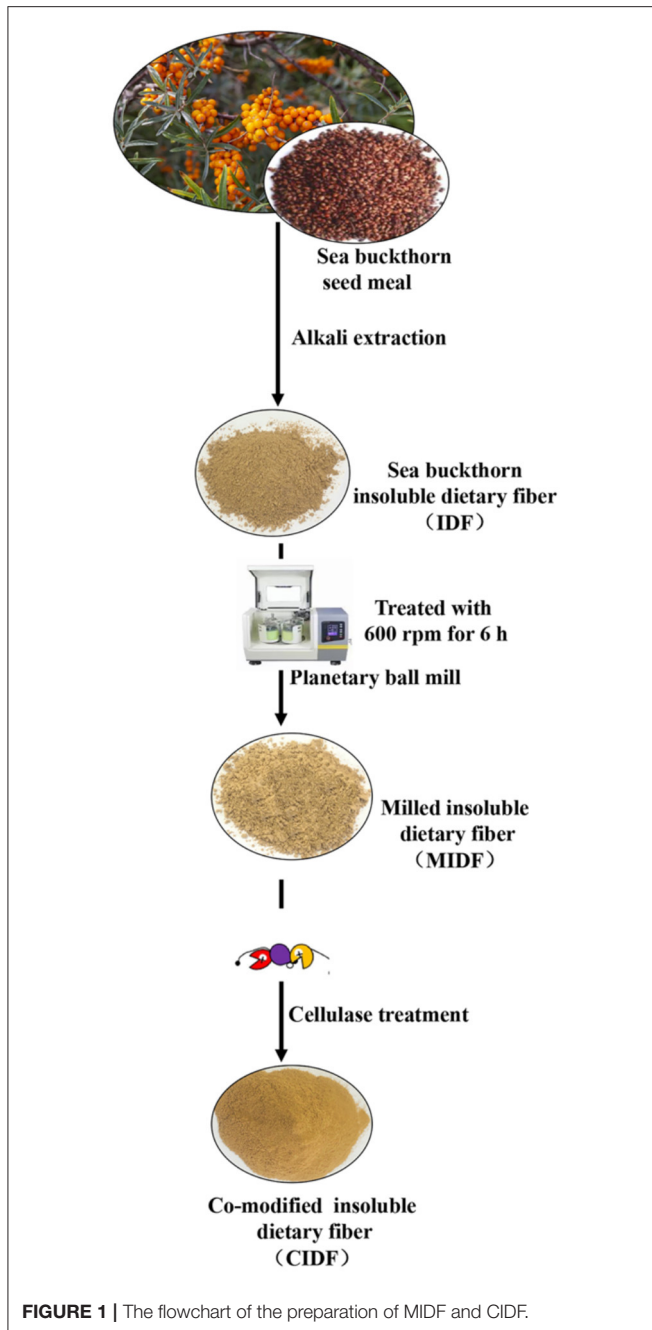 Sea buckthorn
seed meal
Alkali extraction
Sea buckthorn
insoluble dietary fiber
（IDF）
Treated with
600 rpm for 6 h
Planetary ball mill
Milled insoluble
dietary fiber
（MIDF）
Cellulase treatment
Co-modified insoluble
dietary fiber
（CIDF）
FIGURE 1 | The flowchart of the preparation of MIDF and CIDF.